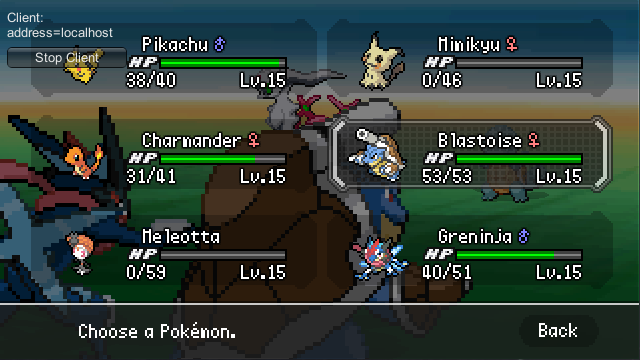 Client:
address=localhost
Stop Client
Pikachu ♂
HP
38/40 Lv.15
Mimikyu ♀
HP
0/46 Lv.15
Charmander ♀
HP
31/41 Lv.15
Blastoise ♀
HP
53/53 Lv.15
Meleotta
HP
0/59 Lv.15
Greninja ♂
HP
40/51 Lv.15
Choose a Pokémon.
Back